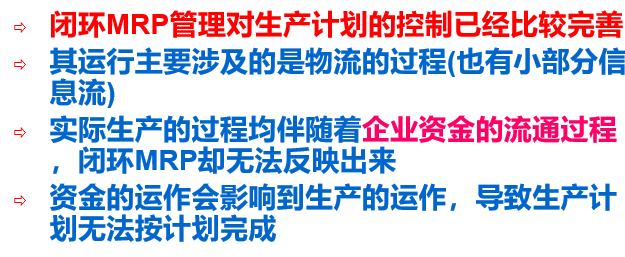 闭环MRP管理对生产计划的控制已经比较完善
其运行主要涉及的是物流的过程(也有小部分信
息流)
实际生产的过程均伴随着企业资金的流通过程
，闭环MRP却无法反映出来
资金的运作会影响到生产的运作，导致生产计
划无法按计划完成